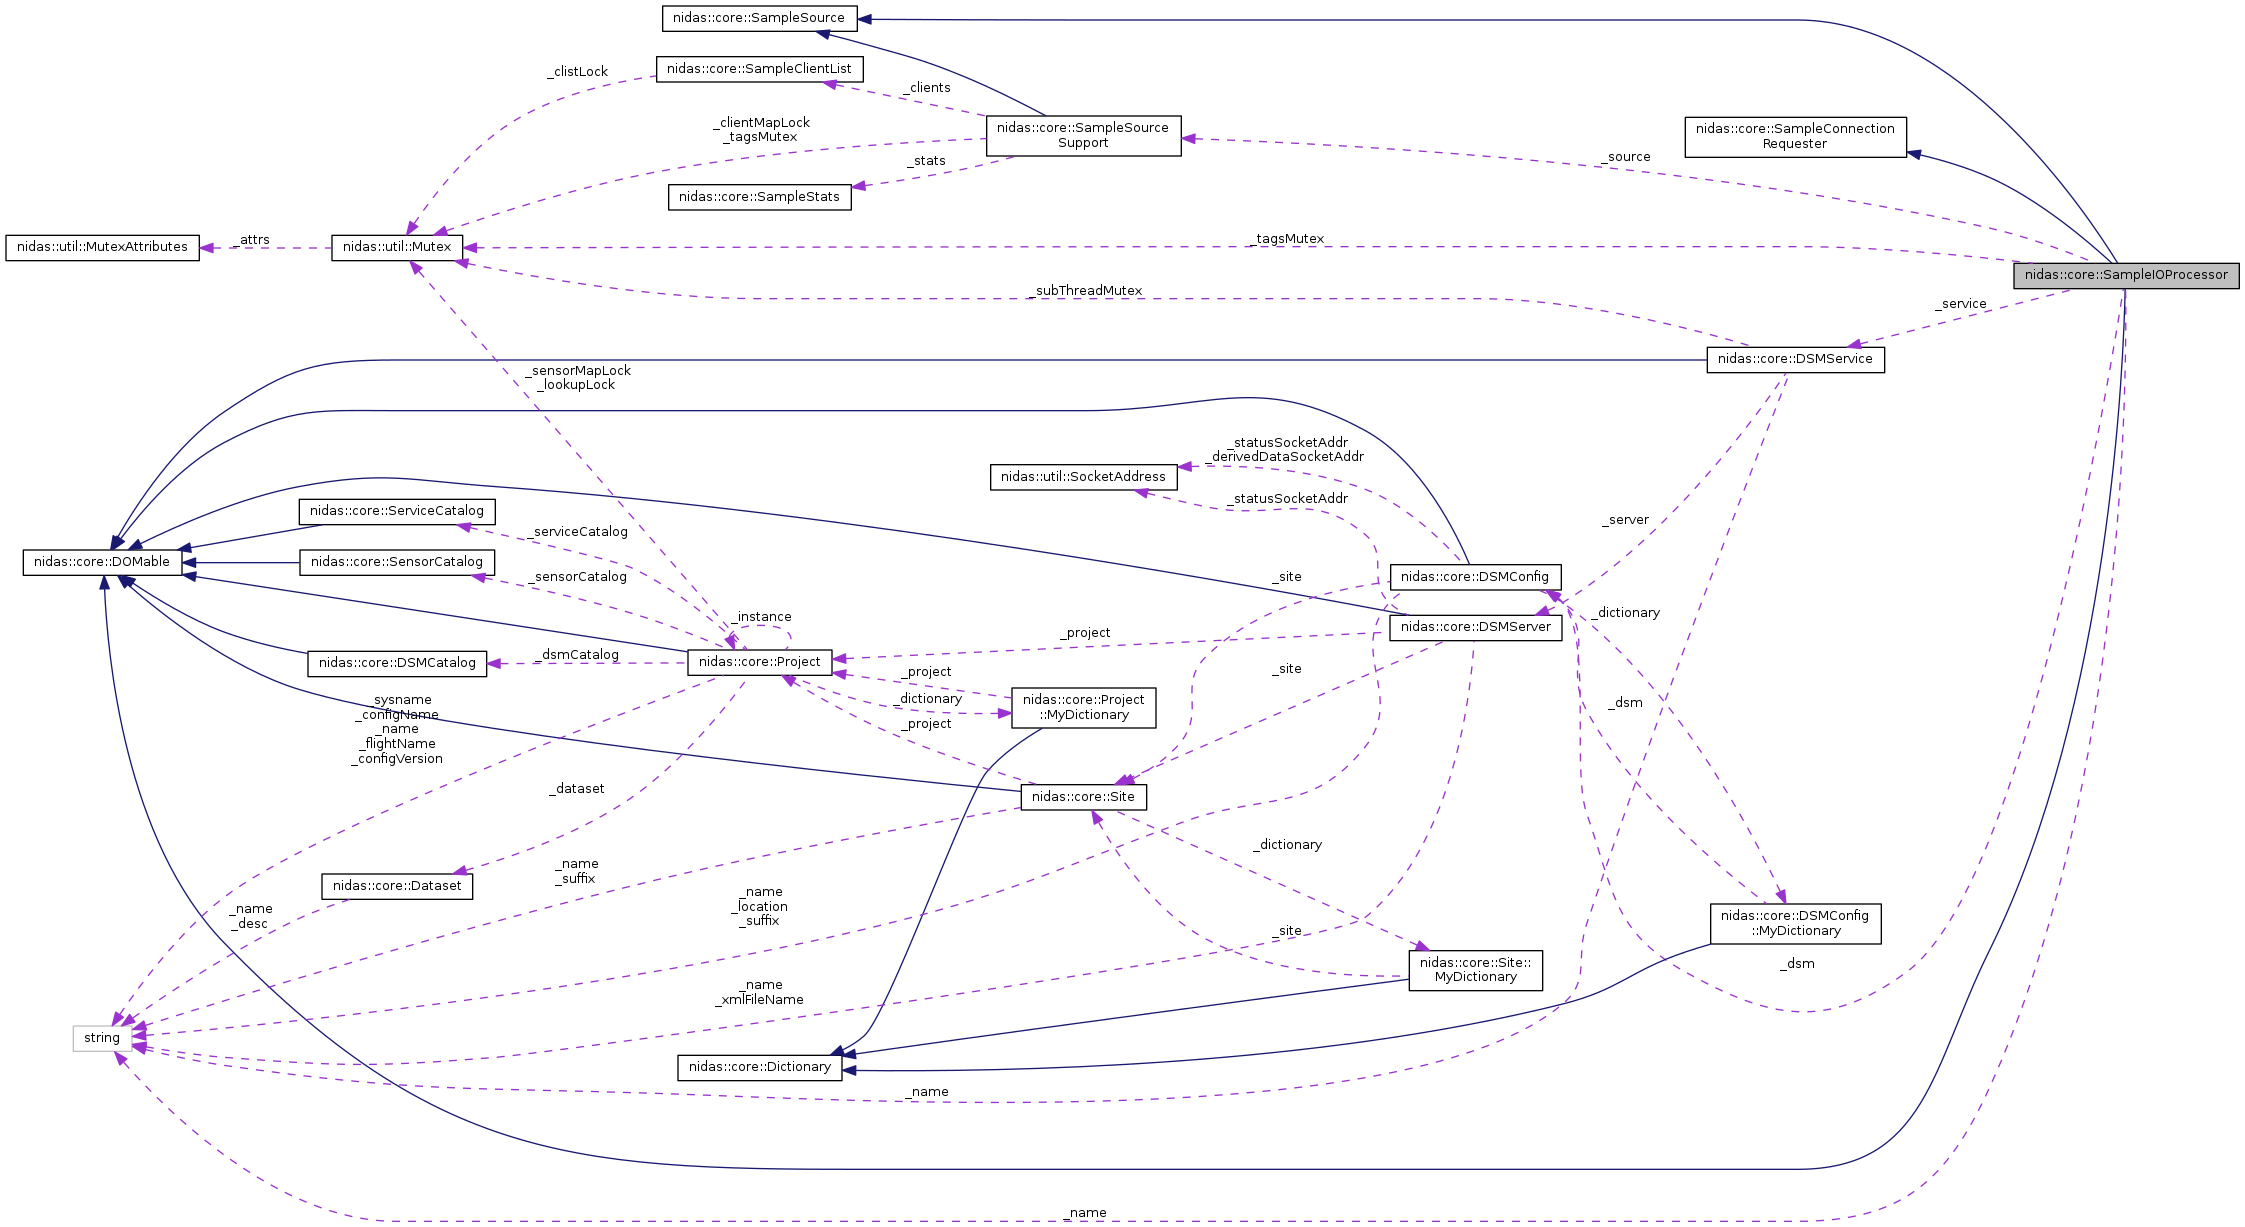 nidas::core::SampleSource
nidas::core::SampleClientList
_clistLock
_clients
nidas::core::SampleSource
Support
_clientMapLock
_tagsMutex
nidas::core::SampleConnection
Requester
_source
_stats
nidas::core::SampleStats
nidas::util::MutexAttributes
_attrs
nidas::util::Mutex
_tagsMutex
nidas::core::SampleIOProcessor
_subThreadMutex
_service
nidas::core::DSMService
_sensorMapLock
_lookupLock
_statusSocketAddr
_derivedDataSocketAddr
nidas::util::SocketAddress
_statusSocketAddr
nidas::core::ServiceCatalog
_serviceCatalog
_server
nidas::core::DOMable
nidas::core::SensorCatalog
_sensorCatalog
_site
nidas::core::DSMConfig
_dictionary
_instance
_project
nidas::core::DSMServer
nidas::core::DSMCatalog
_dsmCatalog
nidas::core::Project
_project
_site
_dictionary
nidas::core::Project
::MyDictionary
_dsm
_sysname
_configName
_name
_flightName
_configVersion
_project
_dataset
nidas::core::Site
_dictionary
_name
_suffix
nidas::core::Dataset
_name
_desc
_name
_location
_suffix
nidas::core::DSMConfig
::MyDictionary
_site
nidas::core::Site::
MyDictionary
_dsm
_name
_xmlFileName
string
nidas::core::Dictionary
_name
_name